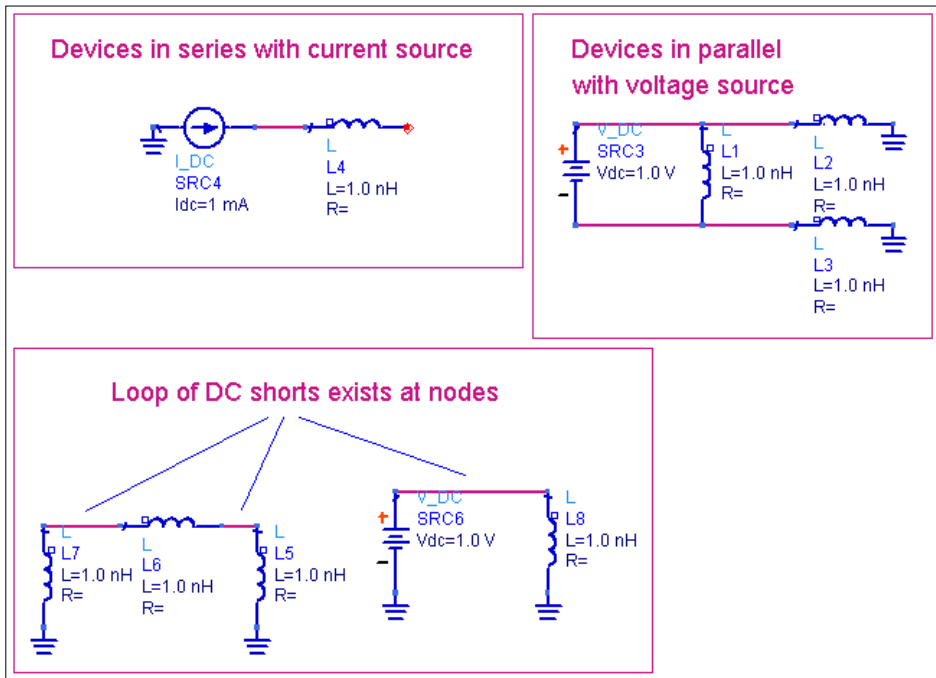 Devices in series with current source
I_DC
SRC4
Idc=1 mA
L
L4
L=1.0 nH
R=
Devices in parallel
with voltage source
+
-
V_DC
SRC3
Vdc=1.0 V
L
L1
L=1.0 nH
R=
L
L2
L=1.0 nH
R=
L
L3
L=1.0 nH
R=
Loop of DC shorts exists at nodes
L
L7
L=1.0 nH
R=
L
L6
L=1.0 nH
R=
L
L5
L=1.0 nH
R=
+
-
V_DC
SRC6
Vdc=1.0 V
L
L8
L=1.0 nH
R=